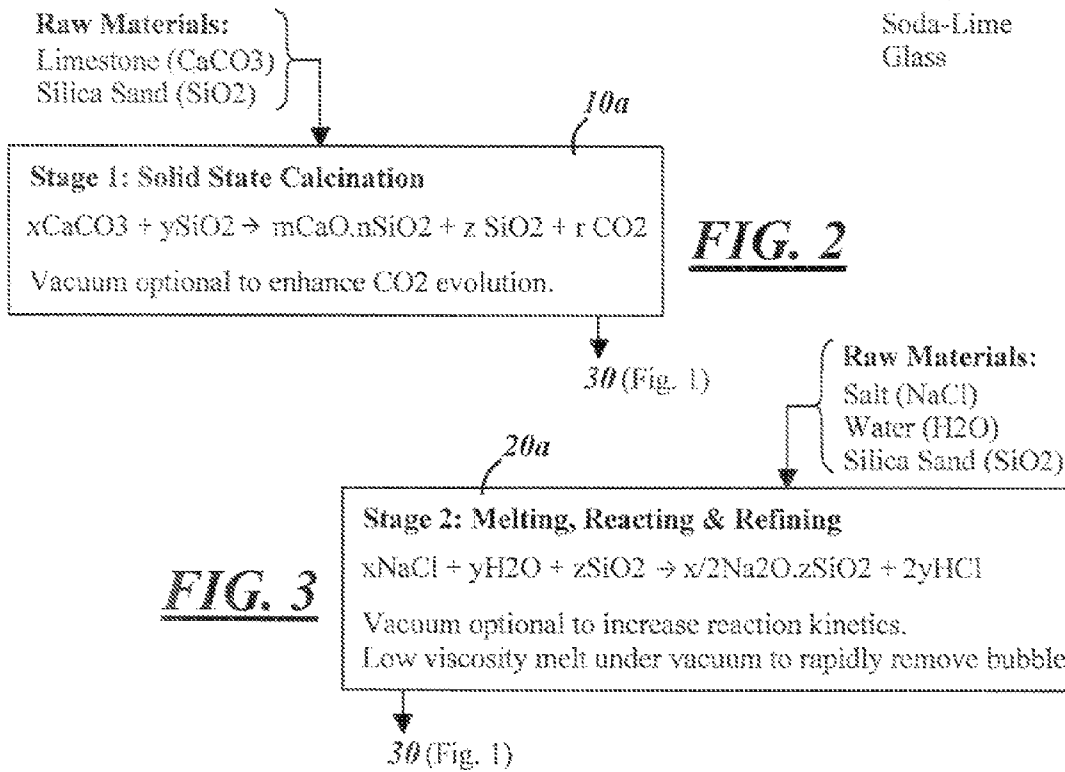 Raw Materials:
Limestone (CaCO3)
Silica Sand (SiO2)
Soda-Lime
Glass
10a
Stage 1: Solid State Calcination
xCaCO3 + ySiO2→ mCaO.nSiO2 + z SiO2 + r CO2
Vacuum optional to enhance CO2 evolution.
FIG. 2
30 (Fig. 1)
Raw Materials:
Salt (NaCl)
Water (H2O)
Silica Sand (SiO2)
20a
Stage 2: Melting, Reacting & Refining
xNaCl + yH2O + zSiO2 → x/2Na2O.zSiO2 + 2yHCl
FIG. 3
Vacuum optional to increase reaction kinetics.
Low viscosity melt under vacuum to rapidly remove bubble
30 (Fig. 1)